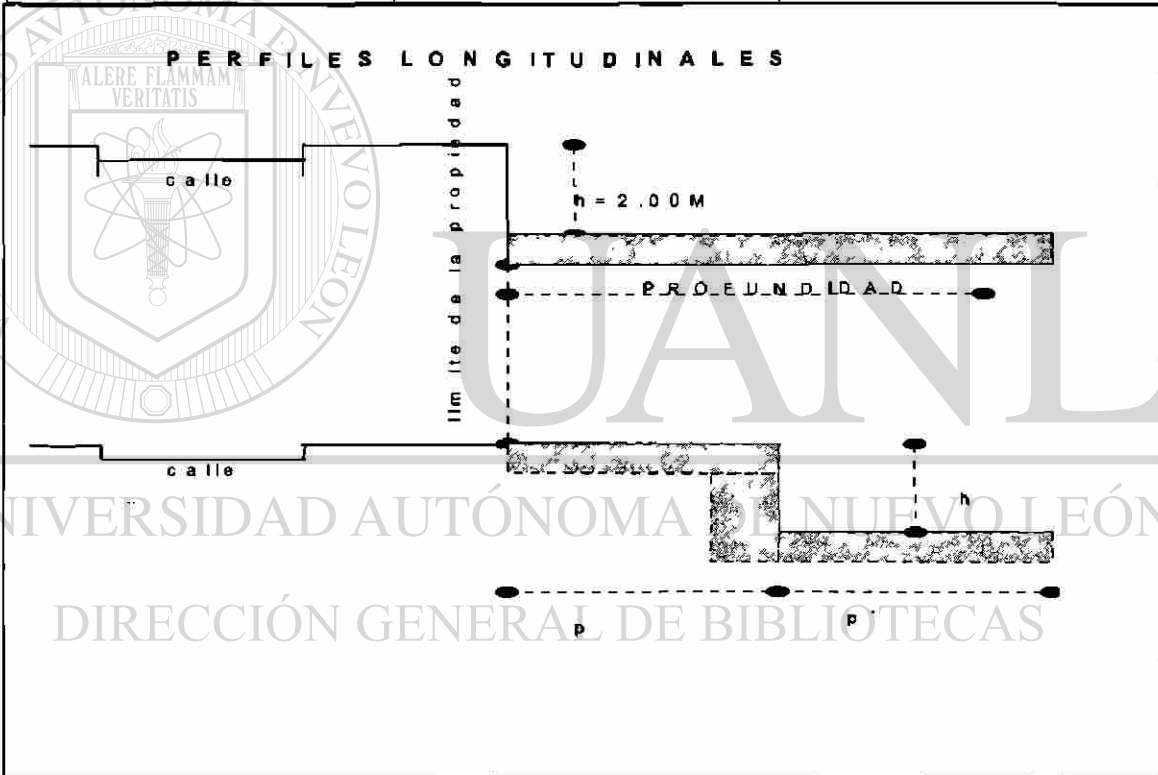 PERFILES LONGITUDINALES
ALERE FLAMMAM
VERITATIS
calle
limite de la propiedad
h = 2.00M
PROFUNDIDAD
UANL
calle
h
UNIVERSIDAD AUTÓNOMA DE NUEVO LEÓN
p
p
DIRECCIÓN GENERAL DE BIBLIOTECAS